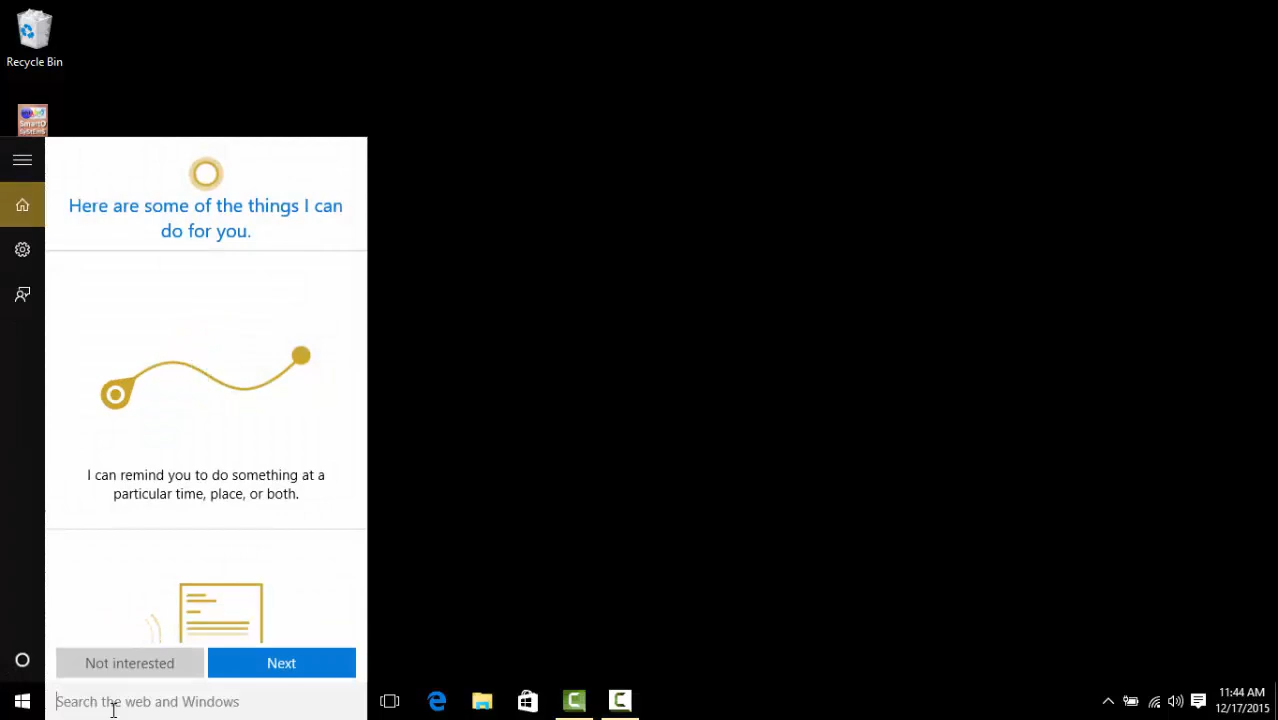 Recycle Bin
Here are some of the things I can
do for you.
I can remind you to do something at a
particular time, place, or both.
Not interested
Next
Search the web and Windows
11:44 AM
12/17/2015